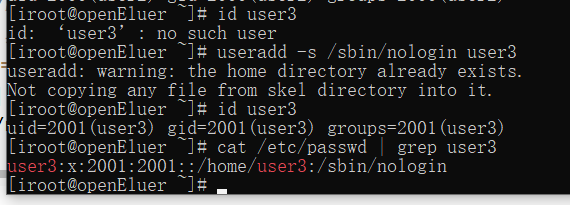 [iroot@openEluer ~]# id user3
id: ‘user3’: no such user
[iroot@openEluer ~]# useradd -s /sbin/nologin user3
useradd: warning: the home directory already exists.
Not copying any file from skel directory into it.
[iroot@openEluer ~]# id user3
uid=2001(user3) gid=2001(user3) groups=2001(user3)
[iroot@openEluer ~]# cat /etc/passwd | grep user3
user3:x:2001:2001::/home/user3:/sbin/nologin
[iroot@openEluer ~]#